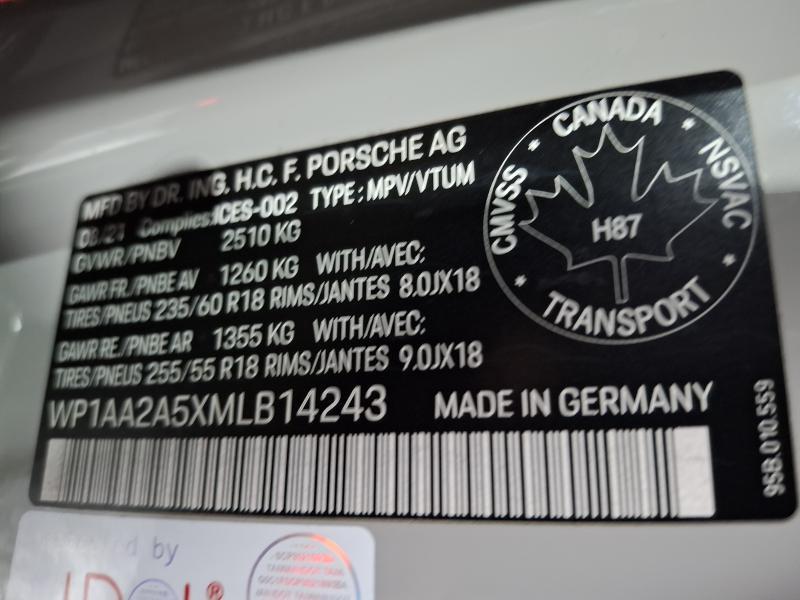 MFD BY DR. ING. H.C. F. PORSCHE AG
Complies:ICES-002 TYPE: MPV/VTUM
GVWR/PNBV 2510 KG
GAWR FR./PNBE AV 1260 KG WITH/AVEC:
TIRES/PNEUS 235/60 R18 RIMS/JANTES 8.0JX18
GAWR RE./PNBE AR 1355 KG WITH/AVEC:
TIRES/PNEUS 255/55 R18 RIMS/JANTES 9.0JX18
WP1AA2A5XMLB14243 MADE IN GERMANY
CANADA
CMVSS
NSVAC
H87
TRANSPORT
95B.010.559
by